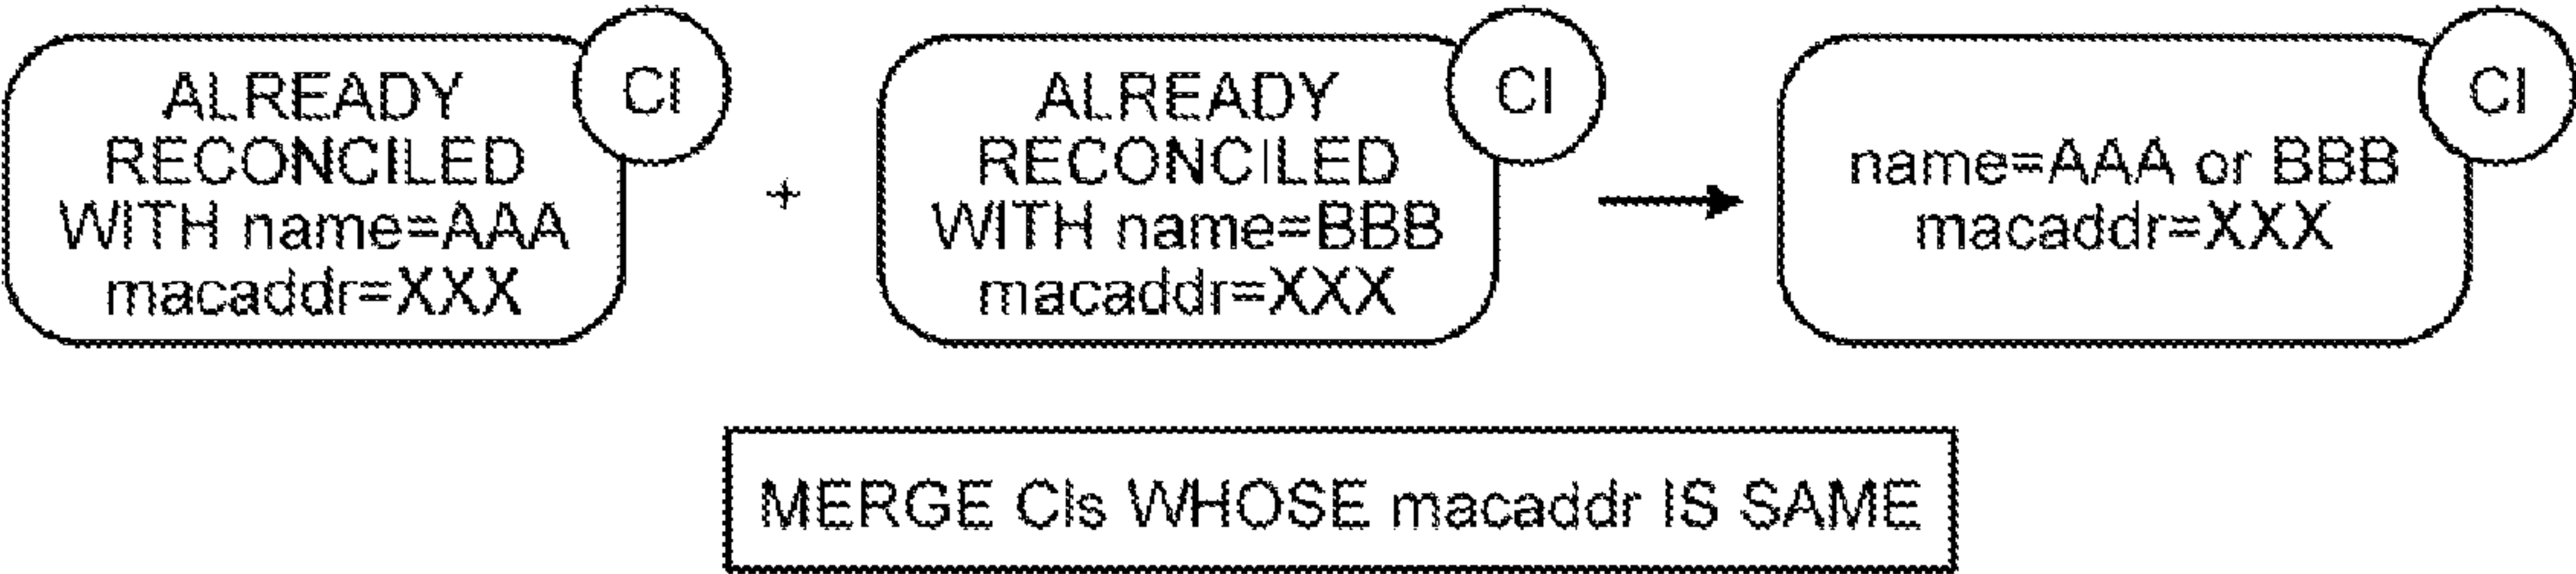 ALREADY
RECONCILED
WITH name=AAA
macaddr=XXX
CI
+
ALREADY
RECONCILED
WITH name=BBB
macaddr=XXX
CI
name=AAA or BBB
macaddr=XXX
CI
MERGE CIs WHOSE macaddr IS SAME